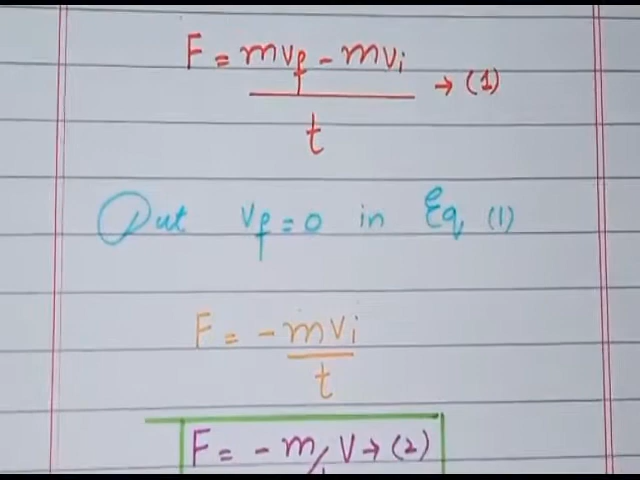 F = mvf - mvi
t → (1)
Put vf = 0 in Eq (1)
F = - mvi
t
F = - m/ V → (2)